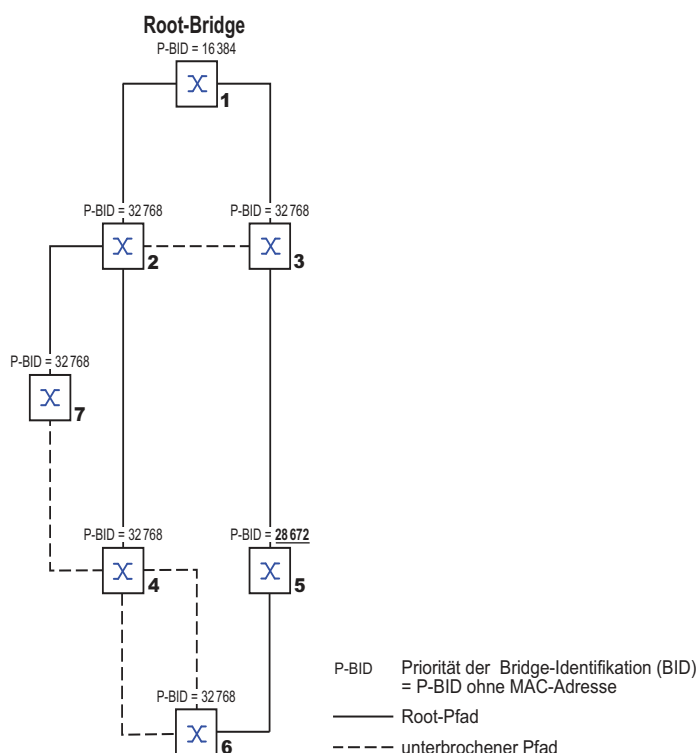 Root-Bridge
P-BID = 16 384
1
P-BID = 32 768
P-BID = 32 768
2
3
P-BID = 32 768
7
P-BID = 32 768
P-BID = 28 672
4
5
P-BID = 32 768
6
P-BID Priorität der Bridge-Identifikation (BID)
= P-BID ohne MAC-Adresse
Root-Pfad
unterbrochener Pfad